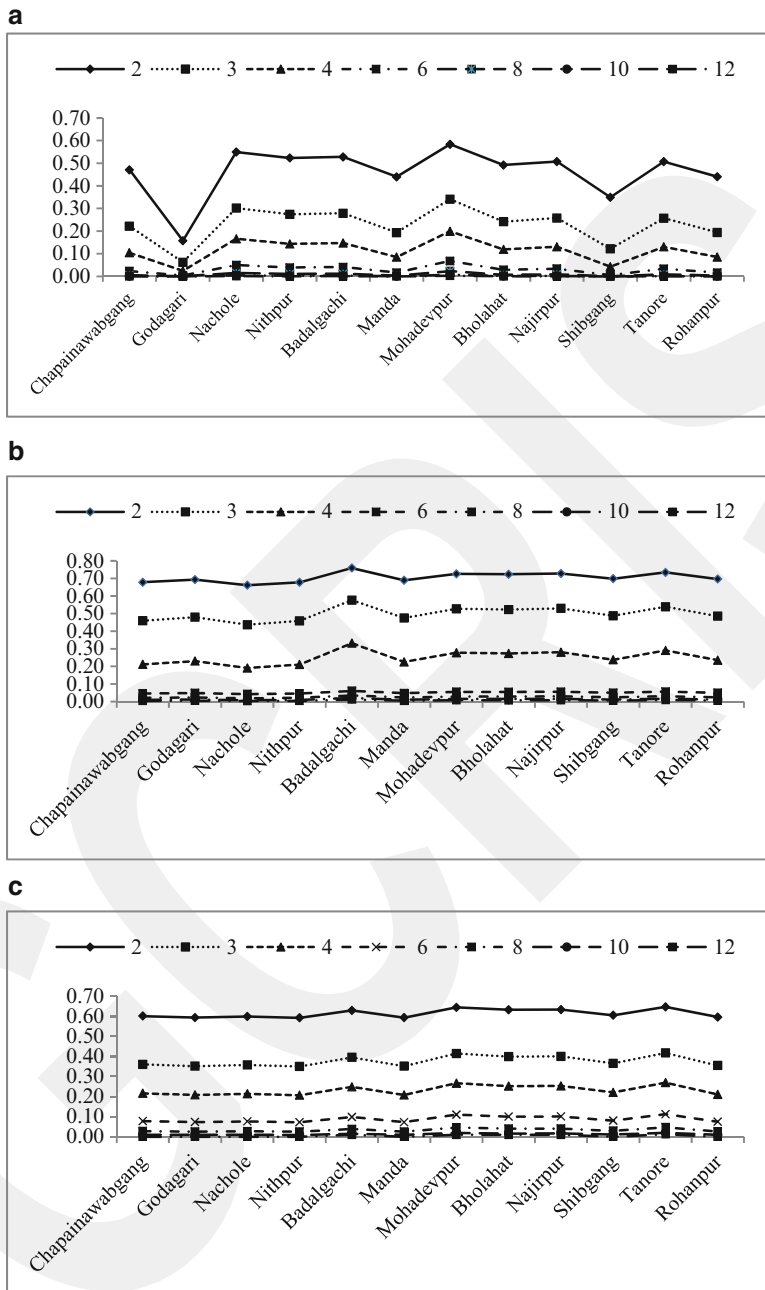 a
2 3 4 6 8 10 12
0.70
0.60
0.50
0.40
0.30
0.20
0.10
0.00
Chapainawabgang
Godagari
Nachole
Nithpur
Badalgachi
Manda
Mohadevpur
Bholahat
Najirpur
Shibgang
Tanore
Rohanpur
b
2 3 4 6 8 10 12
0.80
0.70
0.60
0.50
0.40
0.30
0.20
0.10
0.00
Chapainawabgang
Godagari
Nachole
Nithpur
Badalgachi
Manda
Mohadevpur
Bholahat
Najirpur
Shibgang
Tanore
Rohanpur
c
2 3 4 6 8 10 12
0.70
0.60
0.50
0.40
0.30
0.20
0.10
0.00
Chapainawabgang
Godagari
Nachole
Nithpur
Badalgachi
Manda
Mohadevpur
Bholahat
Najirpur
Shibgang
Tanore
Rohanpur